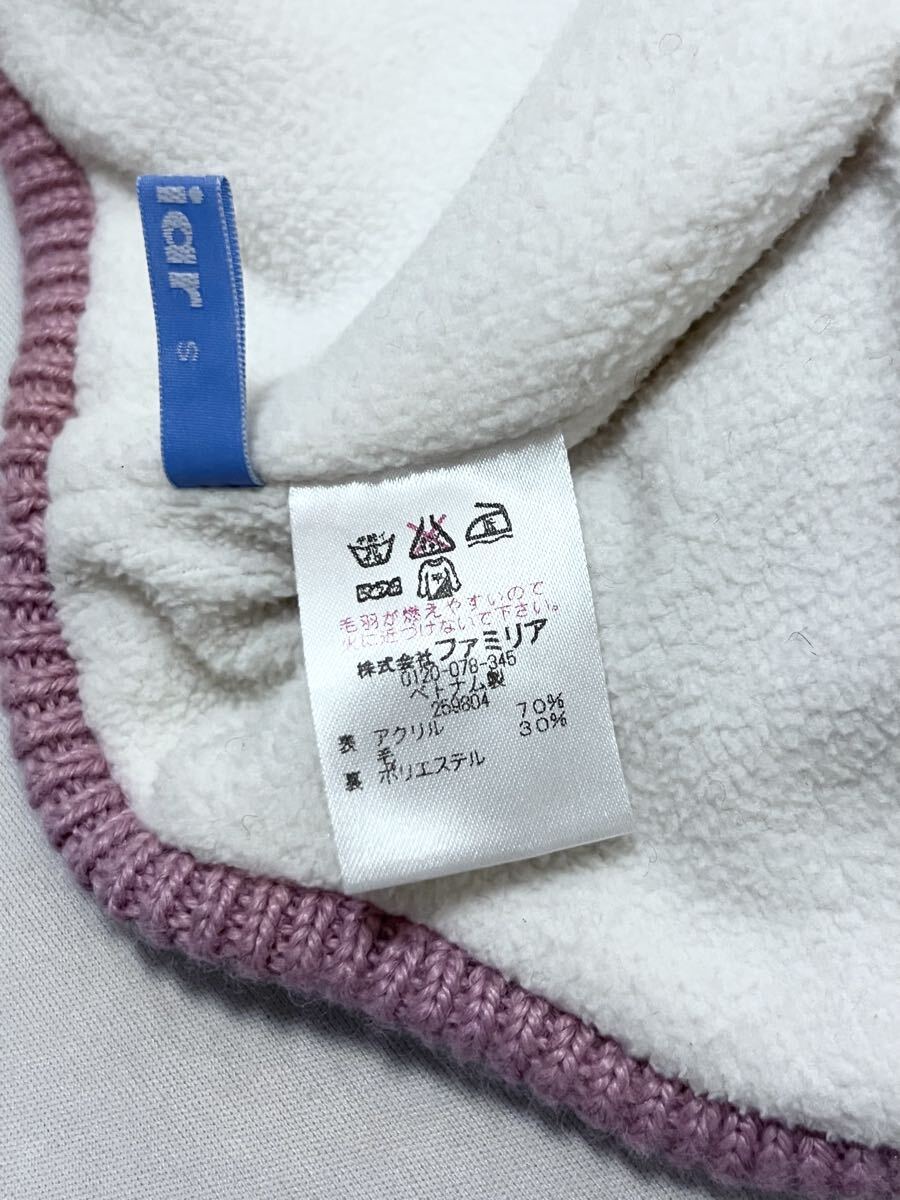 iar
S
毛羽が燃えやすいので
火に近づけないで下さい。
株式会社ファミリア
0120-078-345
ベトナム製
259804
表 アクリル 70%
毛 30%
裏 ポリエステル